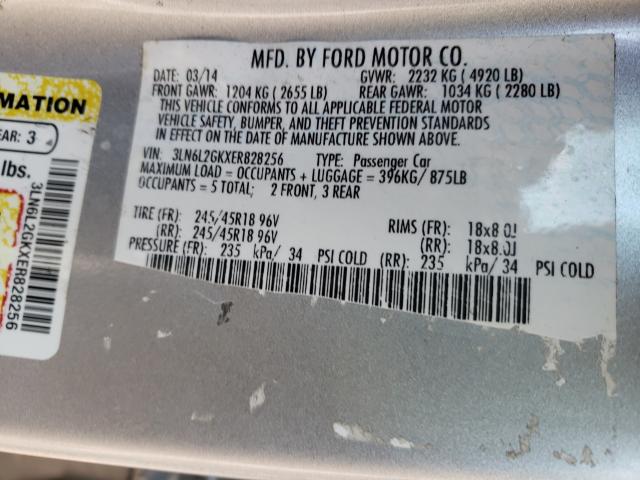 MFD. BY FORD MOTOR CO.
DATE: 03/14 GVWR: 2232 KG ( 4920 LB)
FRONT GAWR: 1204 KG ( 2655 LB) REAR GAWR: 1034 KG ( 2280 LB)
THIS VEHICLE CONFORMS TO ALL APPLICABLE FEDERAL MOTOR
VEHICLE SAFETY, BUMPER, AND THEFT PREVENTION STANDARDS
IN EFFECT ON THE DATE OF MANUFACTURE SHOWN ABOVE.
VIN: 3LN6L2GKXER828256 TYPE: Passenger Car
MAXIMUM LOAD = OCCUPANTS + LUGGAGE = 396KG/ 875LB
OCCUPANTS = 5 TOTAL; 2 FRONT, 3 REAR
TIRE (FR): 245/45R18 96V RIMS (FR): 18x8.0J
(RR): 245/45R18 96V (RR): 18x8.0J
PRESSURE (FR): 235 kPa/ 34 PSI COLD (RR): 235 kPa/ 34 PSI COLD
RMATION
EAR: 3
lbs.
3LN6L2GKXER828256